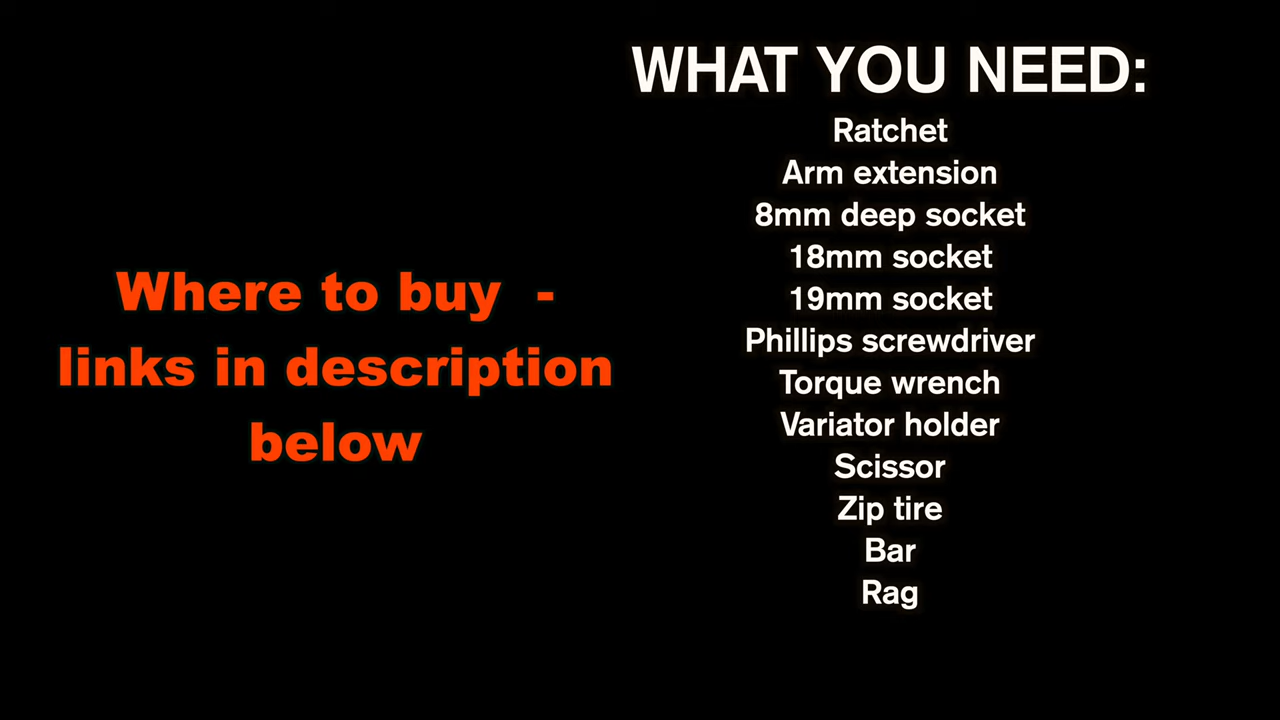 WHAT YOU NEED:
Ratchet
Arm extension
8mm deep socket
18mm socket
19mm socket
Phillips screwdriver
Torque wrench
Variator holder
Scissor
Zip tire
Bar
Rag
Where to buy -
links in description
below